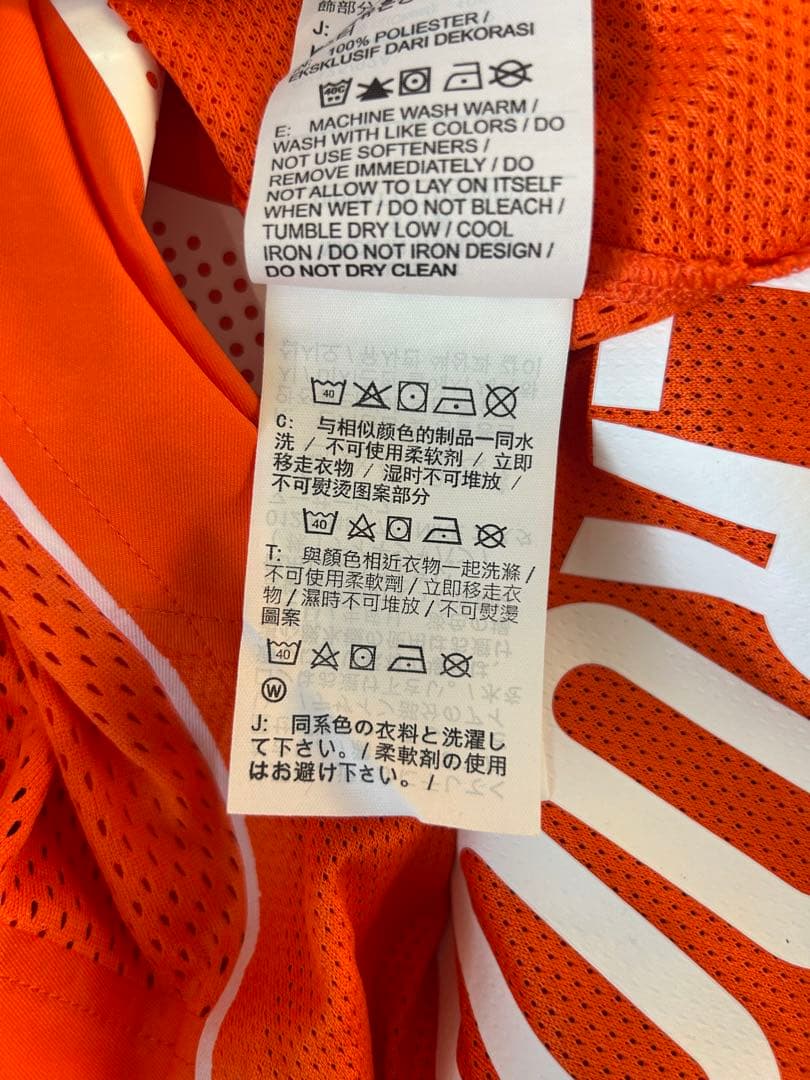 飾部分
J:
100% POLIESTER /
EKSKLUSIF DARI DEKORASI
40C
E: MACHINE WASH WARM /
WASH WITH LIKE COLORS / DO
NOT USE SOFTENERS /
REMOVE IMMEDIATELY / DO
NOT ALLOW TO LAY ON ITSELF
WHEN WET / DO NOT BLEACH /
TUMBLE DRY LOW / COOL
IRON / DO NOT IRON DESIGN /
DO NOT DRY CLEAN
40
C: 与相似颜色的制品一同水
洗 / 不可使用柔软剂 / 立即
移走衣物 / 湿时不可堆放 /
不可熨烫图案部分
40
T: 與顏色相近衣物一起洗滌 /
不可使用柔軟劑 / 立即移走衣
物 / 濕時不可堆放 / 不可熨燙
圖案
40
W
J: 同系色の衣料と洗濯し
て下さい。/ 柔軟剤の使用
はお避け下さい。/